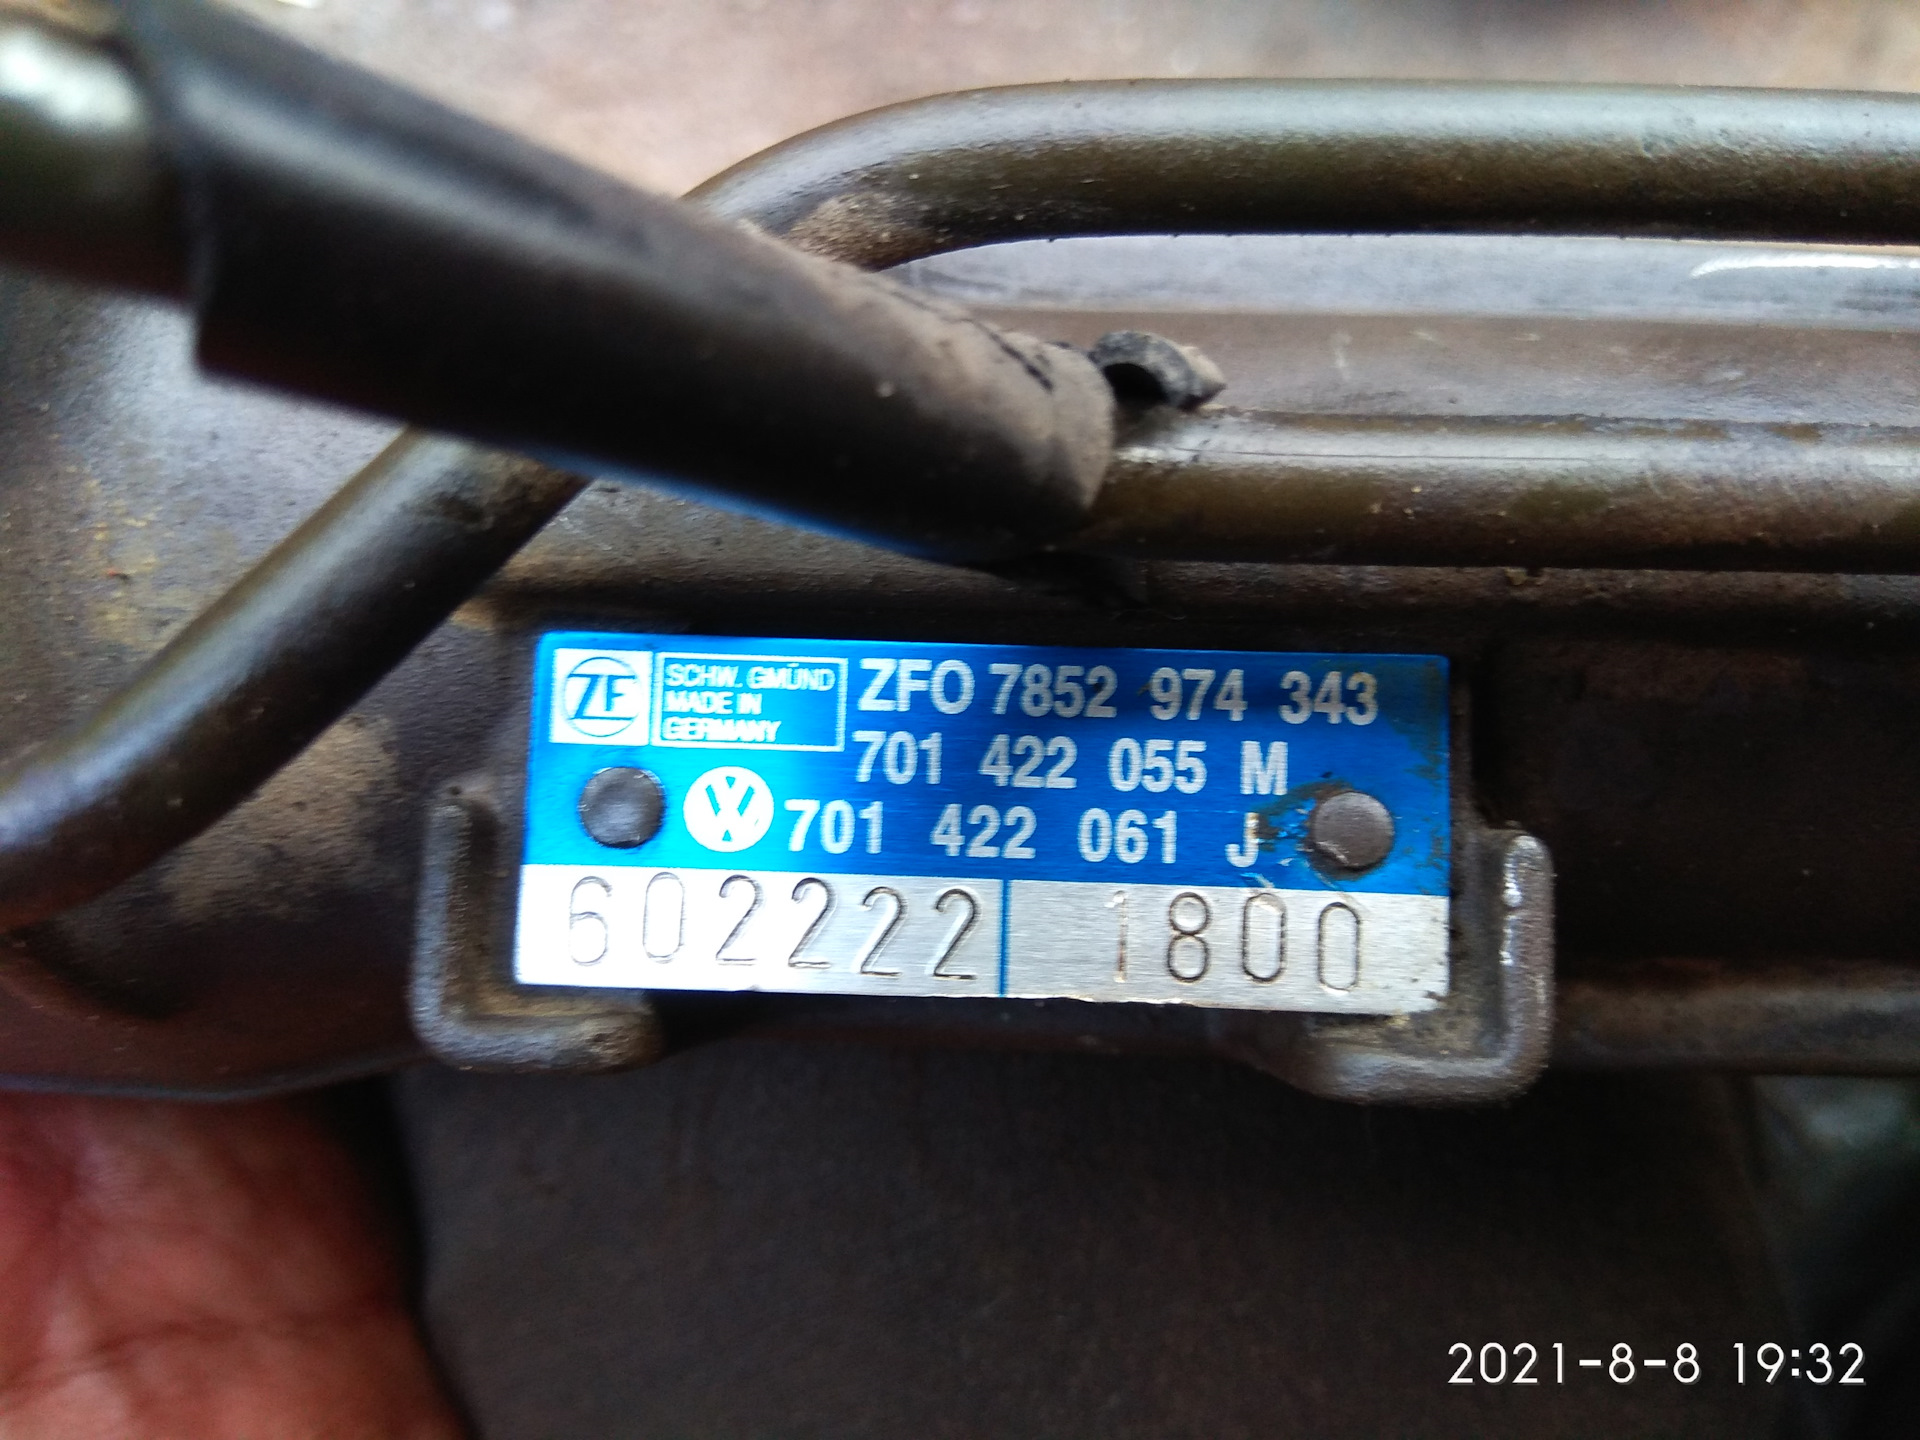 ZF
SCHW. GMÜND
MADE IN
GERMANY
ZFO 7852 974 343
701 422 055 M
VW 701 422 061 J
602222 1800
2021-8-8 19:32